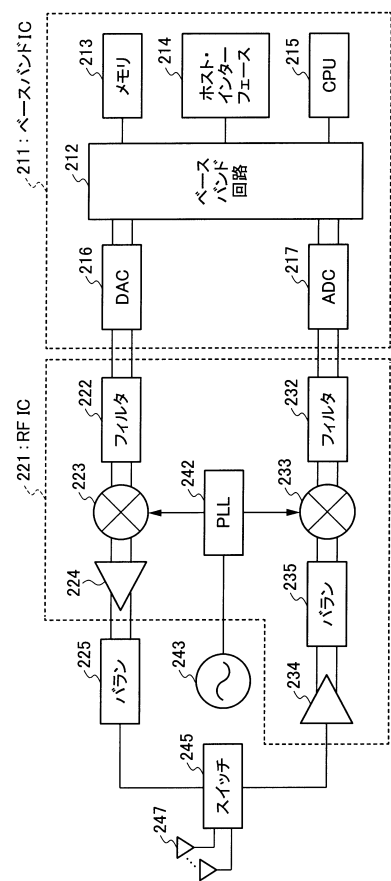 211：ベースバンドIC
213
メモリ
214
ホスト・
インター
フェース
215
CPU
212
ベース
バンド
回路
216
DAC
217
ADC
221：RF IC
222
フィルタ
232
フィルタ
223
242
PLL
233
224
235
バラン
225
バラン
243
234
245
スイッチ
247